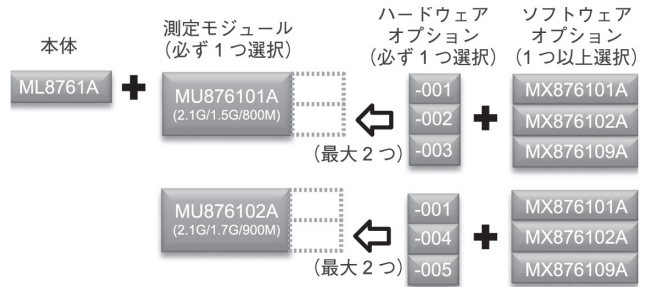 本体
測定モジュール
(必ず1つ選択)
ハードウェア
オプション
(必ず1つ選択)
ソフトウェア
オプション
(1つ以上選択)
ML8761A
+
MU876101A
(2.1G/1.5G/800M)
(最大2つ)
-001
-002
-003
+
MX876101A
MX876102A
MX876109A
MU876102A
(2.1G/1.7G/900M)
(最大2つ)
-001
-004
-005
+
MX876101A
MX876102A
MX876109A